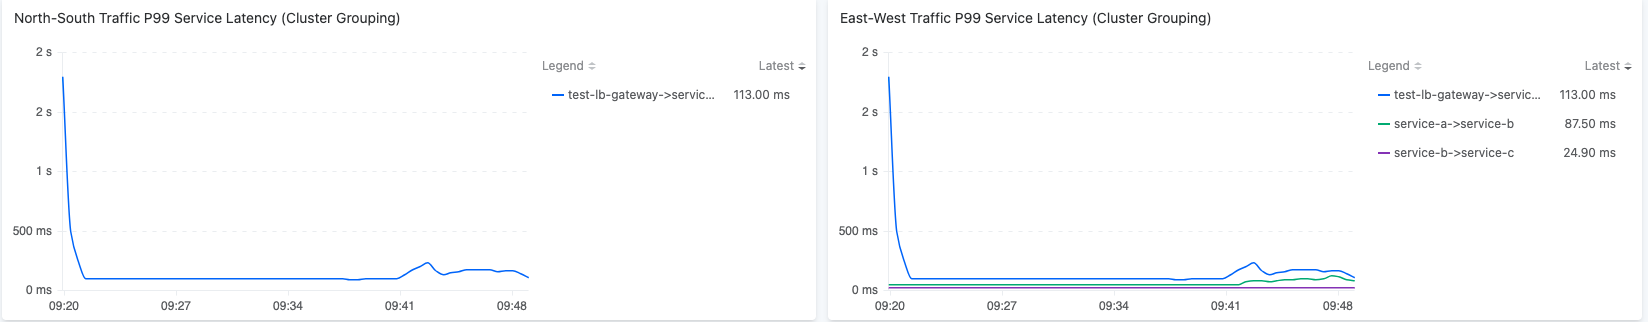 North-South Traffic P99 Service Latency (Cluster Grouping)
2 s
2 s
1 s
500 ms
0 ms
09:20
09:27
09:34
09:41
09:48
Legend
Latest
test-lb-gateway->servic...
113.00 ms
East-West Traffic P99 Service Latency (Cluster Grouping)
2 s
2 s
1 s
500 ms
0 ms
09:20
09:27
09:34
09:41
09:48
Legend
Latest
test-lb-gateway->servic...
113.00 ms
service-a->service-b
87.50 ms
service-b->service-c
24.90 ms